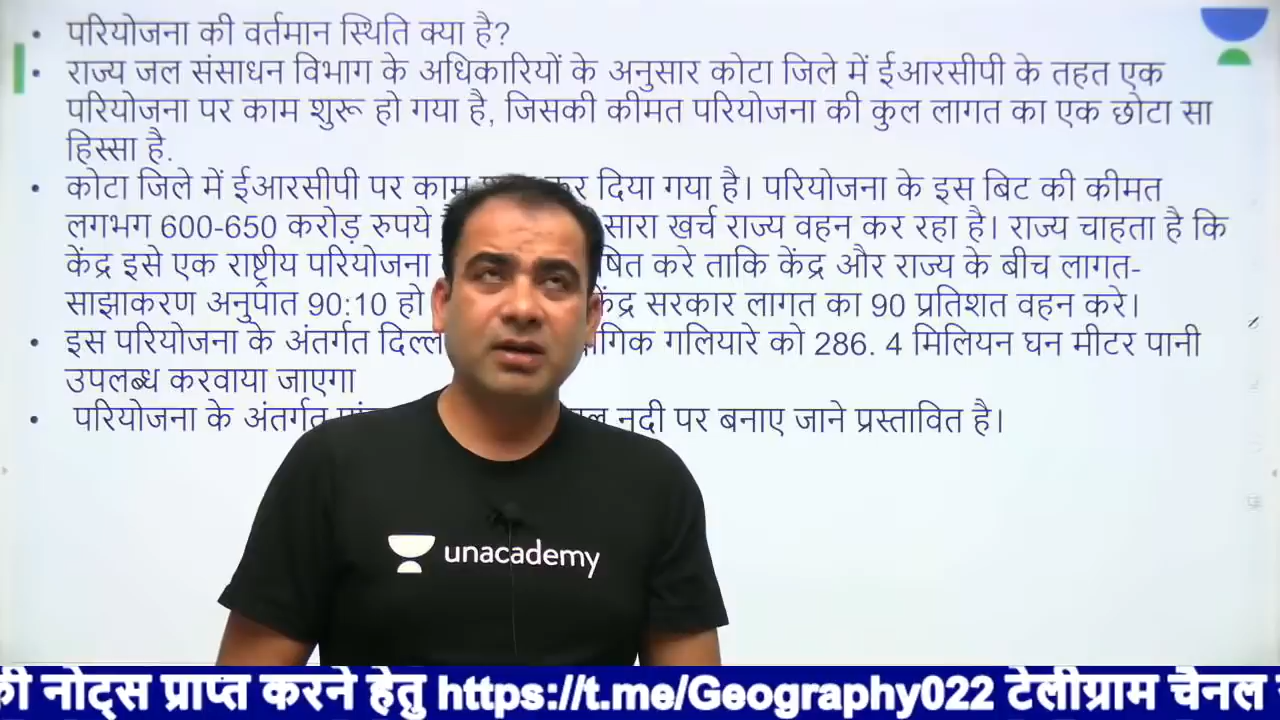 परियोजना की वर्तमान स्थिति क्या है?
राज्य जल संसाधन विभाग के अधिकारियों के अनुसार कोटा जिले में ईआरसीपी के तहत एक
परियोजना पर काम शुरू हो गया है, जिसकी कीमत परियोजना की कुल लागत का एक छोटा सा
हिस्सा है.
कोटा जिले में ईआरसीपी पर काम कर दिया गया है। परियोजना के इस बिट की कीमत
लगभग 600-650 करोड़ रुपये सारा खर्च राज्य वहन कर रहा है। राज्य चाहता है कि
केंद्र इसे एक राष्ट्रीय परियोजना करे ताकि केंद्र और राज्य के बीच लागत-
साझाकरण अनुपात 90:10 हो केंद्र सरकार लागत का 90 प्रतिशत वहन करे।
इस परियोजना के अंतर्गत गलियारे को 286. 4 मिलियन घन मीटर पानी
उपलब्ध करवाया जाएगा
परियोजना के अंतर्गत नदी पर बनाए जाने प्रस्तावित है।
unacademy
की नोट्स प्राप्त करने हेतु https://t.me/Geography022 टेलीग्राम चैनल